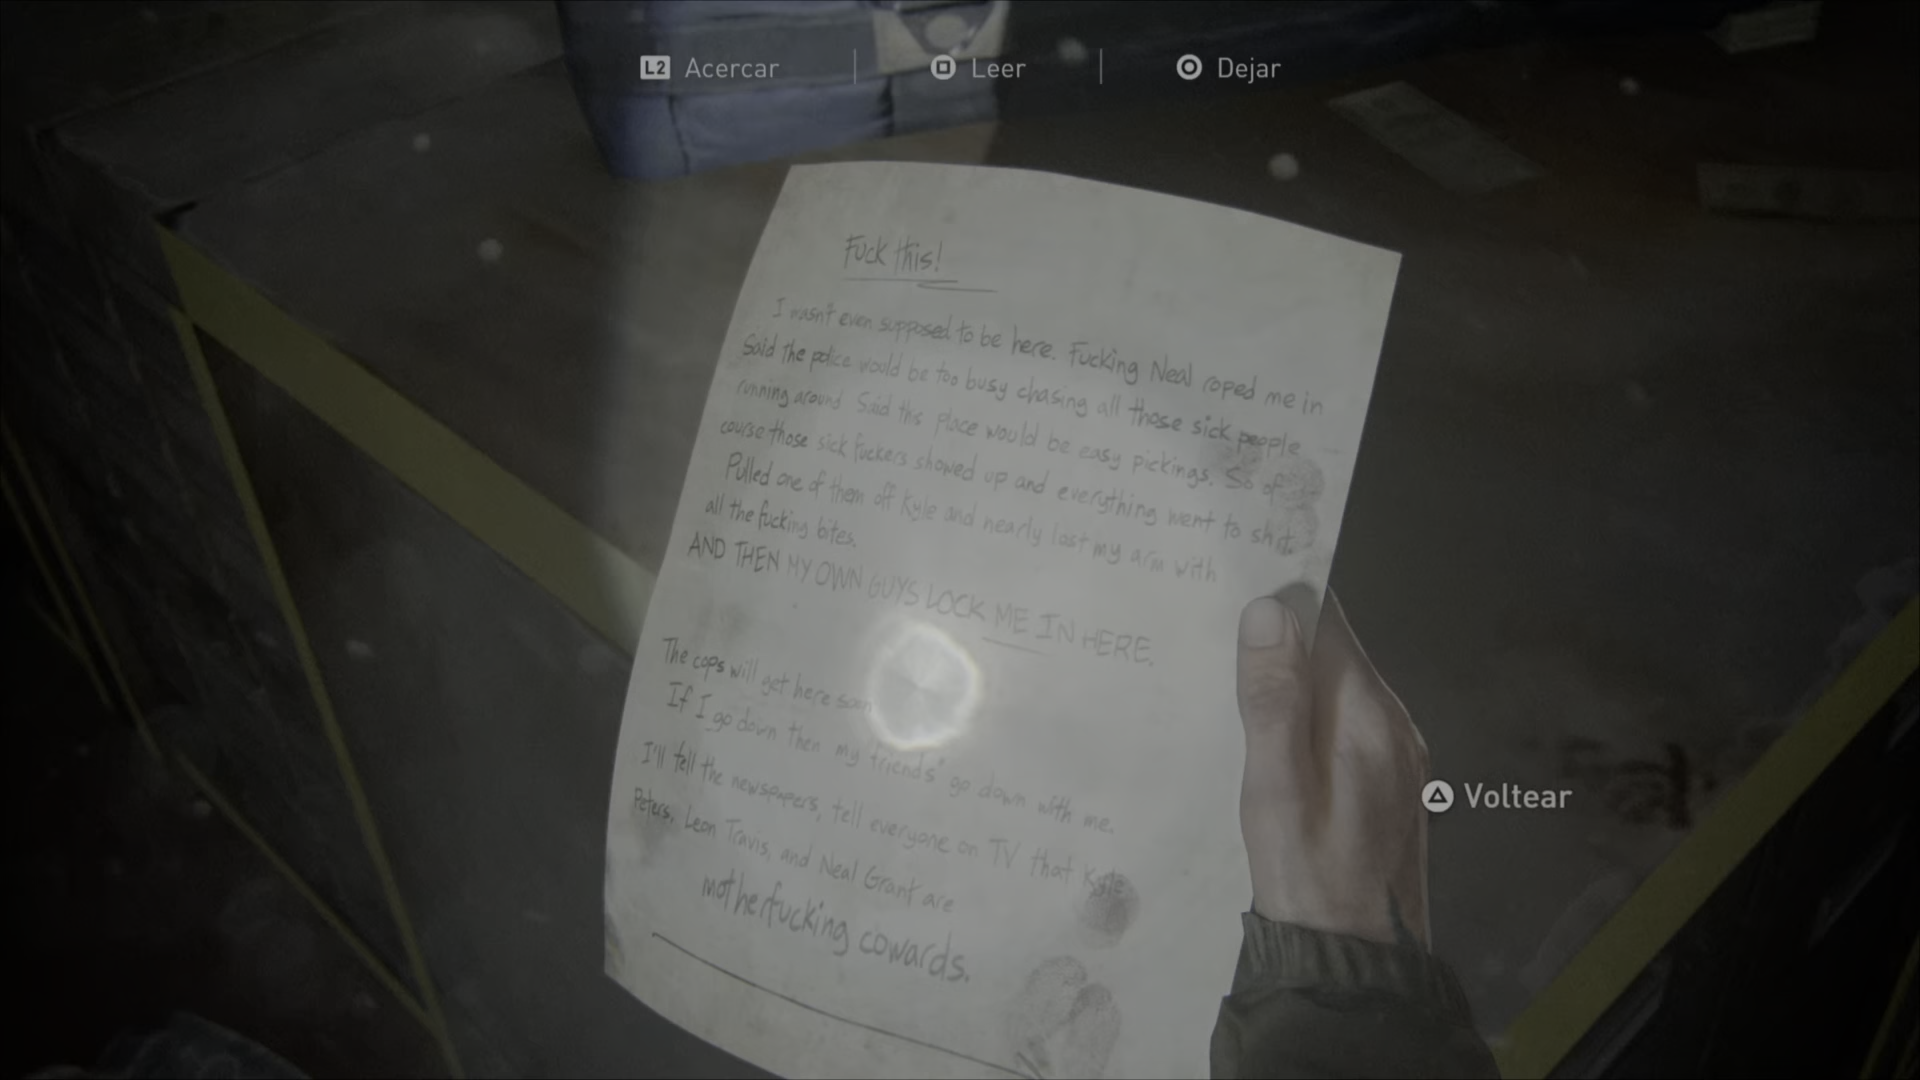 L2 Acercar
Leer
Dejar
Fuck this!
I wasn't even supposed to be here. Fucking Neal roped me in
Said the police would be too busy chasing all those sick people
running around. Said this place would be easy pickings. So of
course those sick fuckers showed up and everything went to shit.
Pulled one of them off Kyle and nearly lost my arm with
all the fucking bites.
AND THEN MY OWN GUYS LOCK ME IN HERE.
The cops will get here soon
If I go down then my "friends" go down with me.
I'll tell the newspapers, tell everyone on TV that Kyle
Peters, Leon Travis, and Neal Grant are
motherfucking cowards.
Voltear